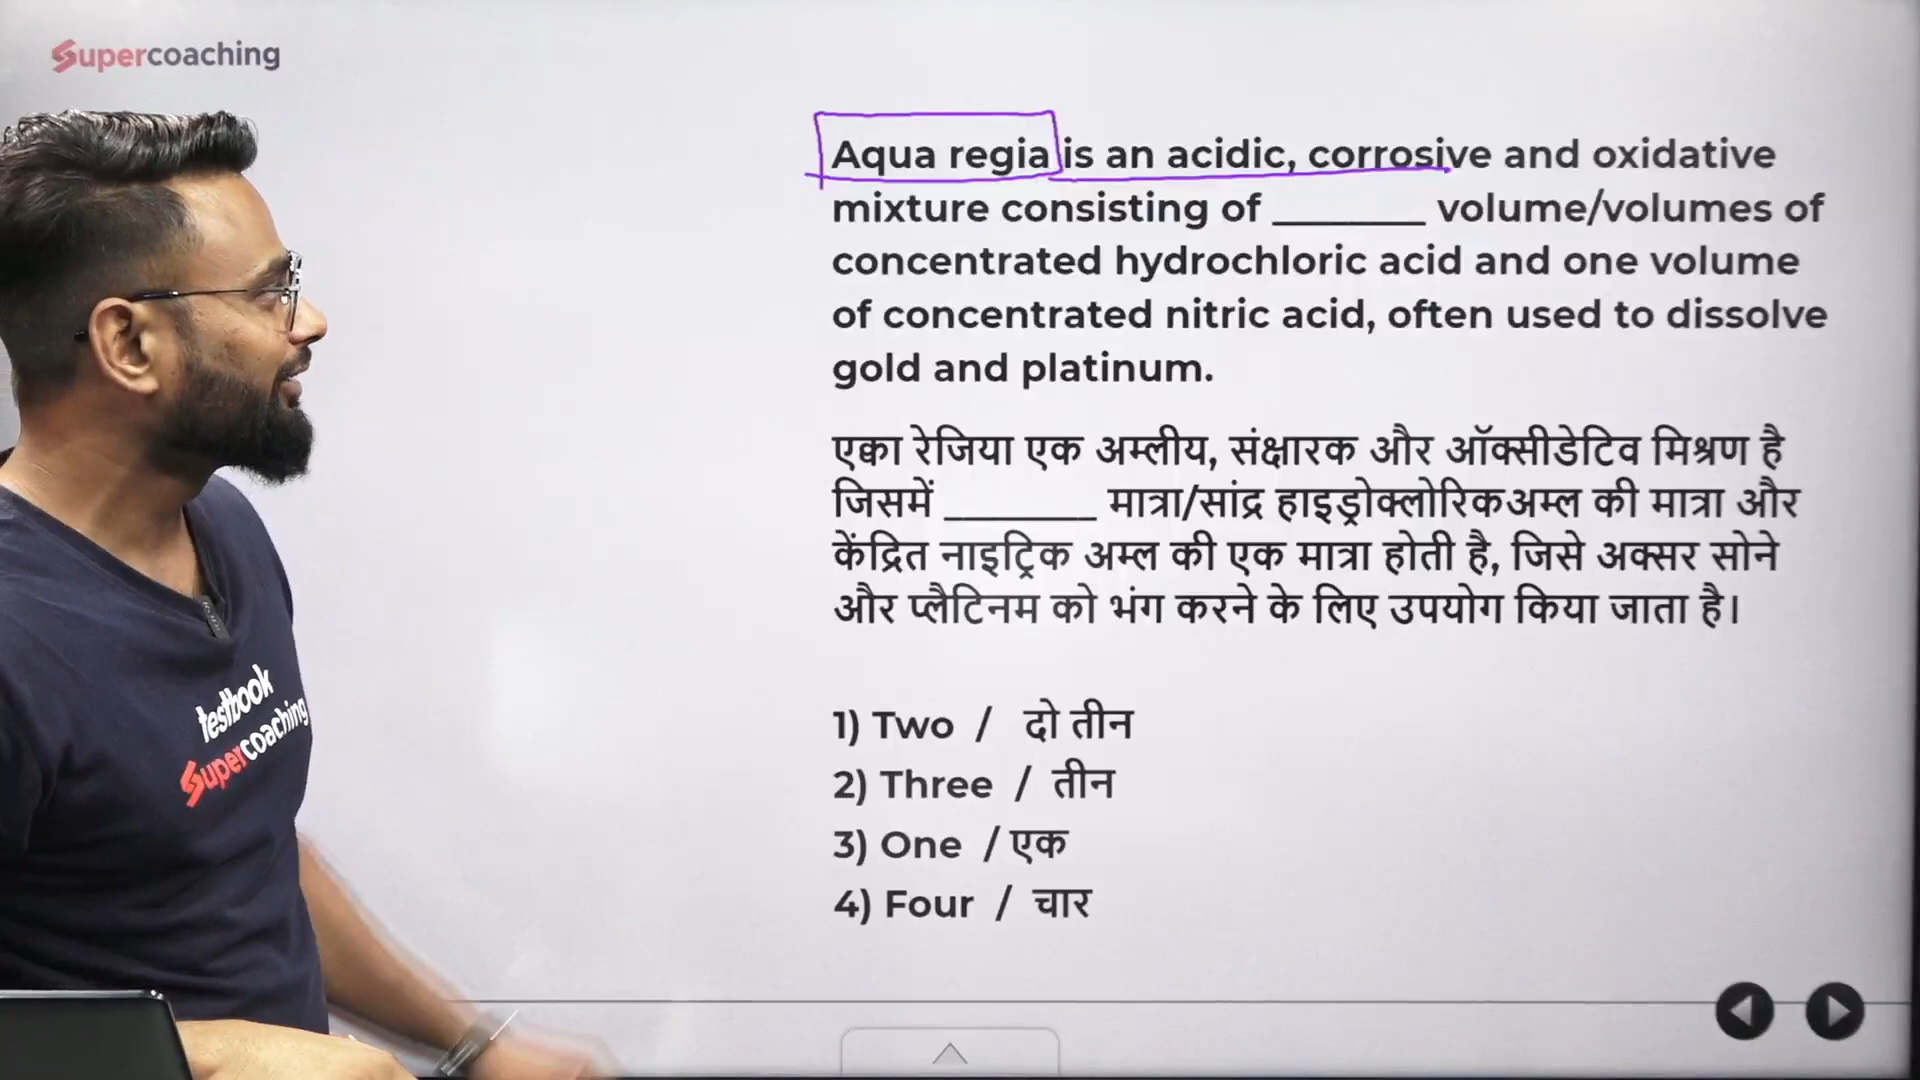 Supercoaching
Aqua regia is an acidic, corrosive and oxidative
mixture consisting of _______ volume/volumes of
concentrated hydrochloric acid and one volume
of concentrated nitric acid, often used to dissolve
gold and platinum.
एक्वा रेजिया एक अम्लीय, संक्षारक और ऑक्सीडेटिव मिश्रण है
जिसमें _______ मात्रा/सांद्र हाइड्रोक्लोरिकअम्ल की मात्रा और
केंद्रित नाइट्रिक अम्ल की एक मात्रा होती है, जिसे अक्सर सोने
और प्लैटिनम को भंग करने के लिए उपयोग किया जाता है।
1) Two / दो तीन
2) Three / तीन
3) One / एक
4) Four / चार
testbook
Supercoaching